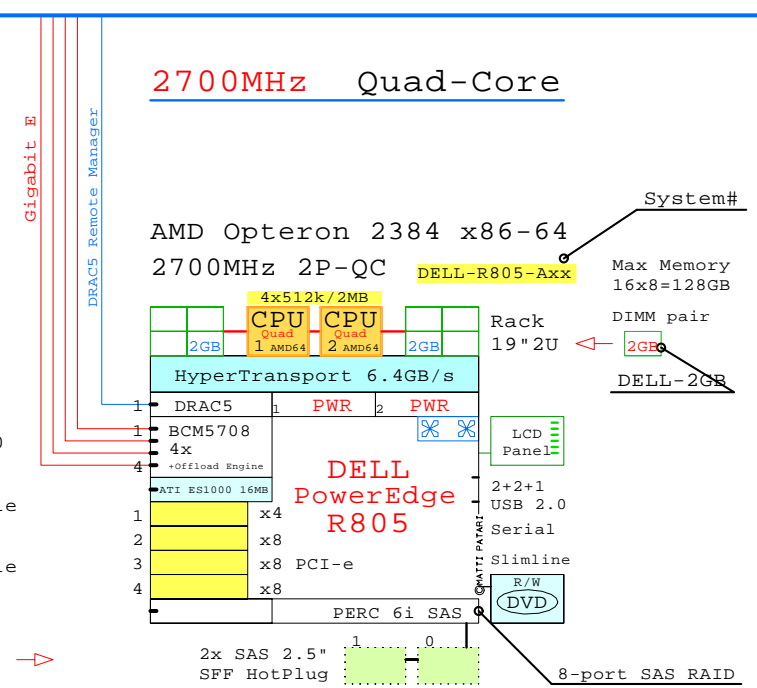 2700MHz Quad-Core
Gigabit E
DRAC5 Remote Manager
System#
AMD Opteron 2384 x86-64
2700MHz 2P-QC
DELL-R805-Axx
Max Memory
16x8=128GB
4x512k/2MB
DIMM pair
CPU CPU
Quad Quad
1 AMD64 2 AMD64
2GB 2GB
Rack
19"2U
2GB
DELL-2GB
HyperTransport 6.4GB/s
1 DRAC5 1 PWR 2 PWR
1 BCM5708
4x
4 +Offload Engine
LCD
Panel
ATI ES1000 16MB
DELL
PowerEdge
R805
2+2+1
USB 2.0
Serial
Slimline
1 x4
2 x8
3 x8 PCI-e
4 x8
©MATTI PATARI
R/W
DVD
PERC 6i SAS
2x SAS 2.5"
SFF HotPlug
1 0
8-port SAS RAID